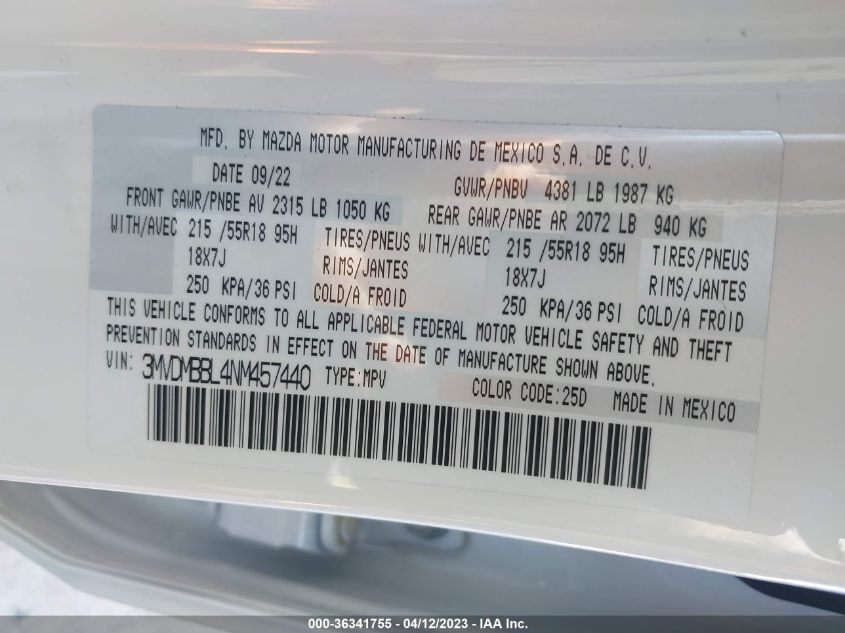 MFD. BY MAZDA MOTOR MANUFACTURING DE MEXICO S.A. DE C.V.
DATE 09/22 GVWR/PNBV 4381 LB 1987 KG
FRONT GAWR/PNBE AV 2315 LB 1050 KG REAR GAWR/PNBE AR 2072 LB 940 KG
WITH/AVEC 215 /55R18 95H TIRES/PNEUS WITH/AVEC 215 /55R18 95H TIRES/PNEUS
18X7J RIMS/JANTES 18X7J RIMS/JANTES
250 KPA/36 PSI COLD/A FROID 250 KPA/36 PSI COLD/A FROID
THIS VEHICLE CONFORMS TO ALL APPLICABLE FEDERAL MOTOR VEHICLE SAFETY AND THEFT
PREVENTION STANDARDS IN EFFECT ON THE DATE OF MANUFACTURE SHOWN ABOVE.
VIN: 3MVDMBBL4NM457440 TYPE:MPV COLOR CODE:25D MADE IN MEXICO
000-36341755 - 04/12/2023 - IAA Inc.